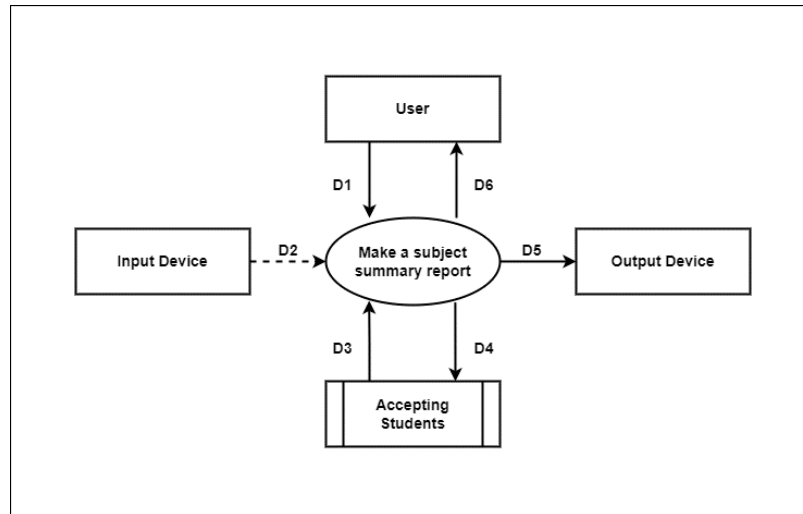 User
D1
D6
Input Device
D2
Make a subject
summary report
D5
Output Device
D3
D4
Accepting
Students